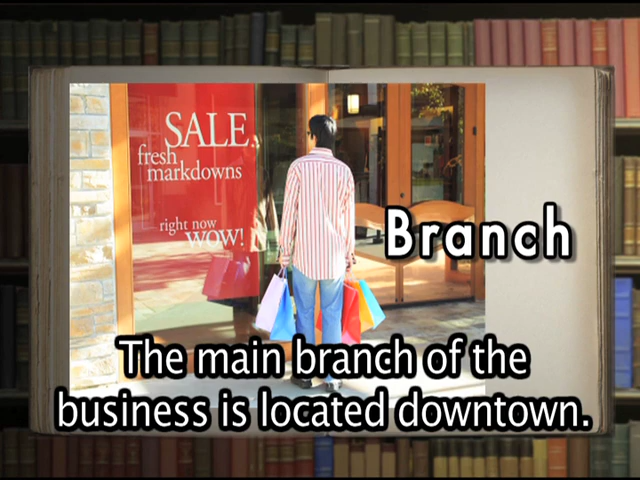 SALE
fresh
markdowns
right now
wow!
Branch
The main branch of the
business is located downtown.